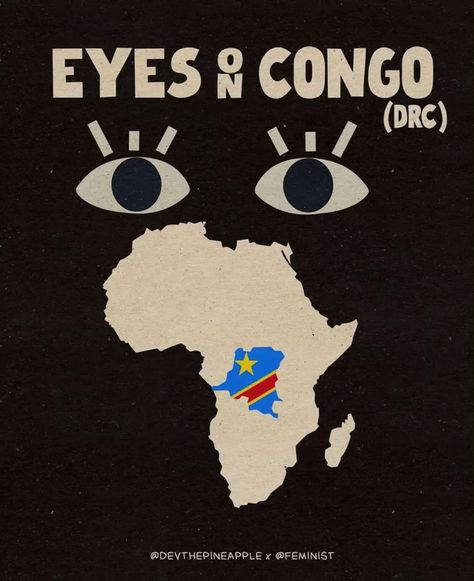 EYES ON CONGO
(DRC)
@DEVTHEPINEAPPLE x @FEMINIST